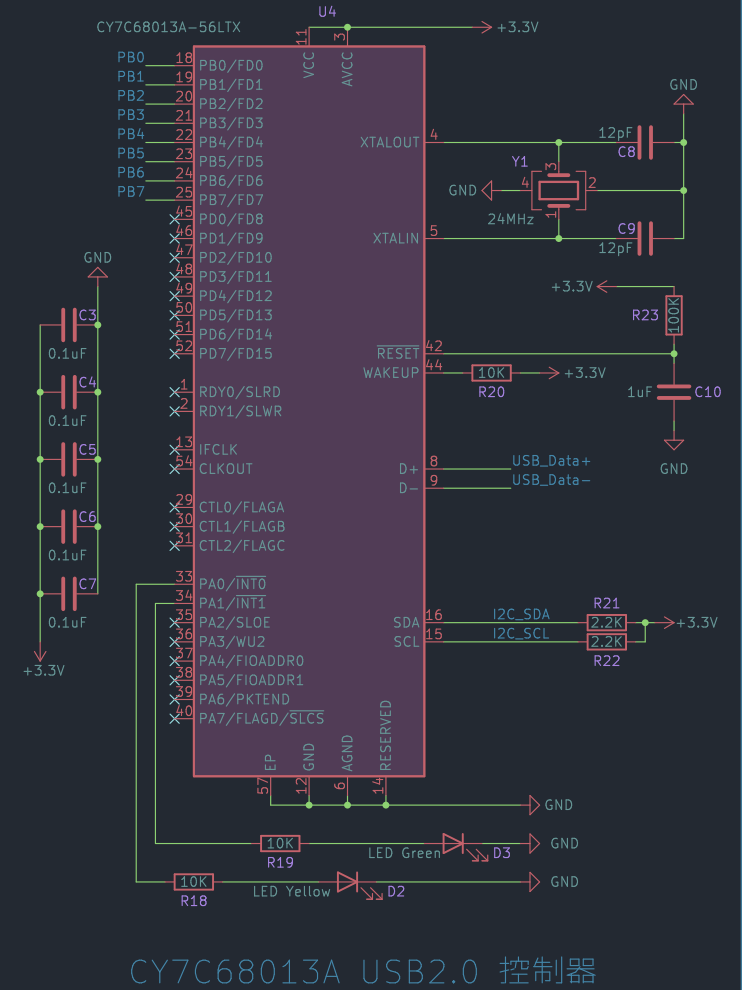 U4
CY7C68013A-56LTX
+3.3V
11
3
VCC
AVCC
PB0
18
PB0/FD0
PB1
19
PB1/FD1
PB2
20
PB2/FD2
PB3
21
PB3/FD3
PB4
22
PB4/FD4
PB5
23
PB5/FD5
PB6
24
PB6/FD6
PB7
25
PB7/FD7
45
PD0/FD8
46
PD1/FD9
47
PD2/FD10
48
PD3/FD11
49
PD4/FD12
50
PD5/FD13
51
PD6/FD14
52
PD7/FD15
1
RDY0/SLRD
2
RDY1/SLWR
13
IFCLK
54
CLKOUT
29
CTL0/FLAGA
30
CTL1/FLAGB
31
CTL2/FLAGC
33
PA0/INT0
34
PA1/INT1
35
PA2/SLOE
36
PA3/WU2
37
PA4/FIOADDR0
38
PA5/FIOADDR1
39
PA6/PKTEND
40
PA7/FLAGD/SLCS
XTALOUT
4
XTALIN
5
RESET
42
WAKEUP
44
D+
8
USB_Data+
D-
9
USB_Data-
SDA
16
I2C_SDA
SCL
15
I2C_SCL
EP
GND
AGND
RESERVED
57
12
6
14
GND
GND
12pF
C8
Y1
3
GND
4
2
1
24MHz
C9
12pF
+3.3V
R23
100K
10K
+3.3V
R20
1uF
C10
GND
R21
2.2K
+3.3V
2.2K
R22
GND
C3
0.1uF
C4
0.1uF
C5
0.1uF
C6
0.1uF
C7
0.1uF
+3.3V
10K
R19
LED Green
D3
GND
10K
R18
LED Yellow
D2
GND
CY7C68013A USB2.0 控制器